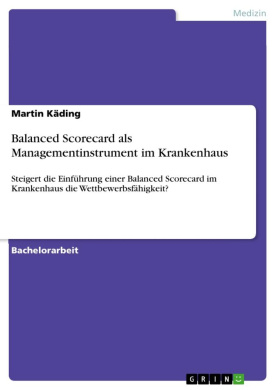 Medizin
Martin Käding
Balanced Scorecard als
Managementinstrument im Krankenhaus
Steigert die Einführung einer Balanced Scorecard im
Krankenhaus die Wettbewerbsfähigkeit?
Bachelorarbeit
GRIN